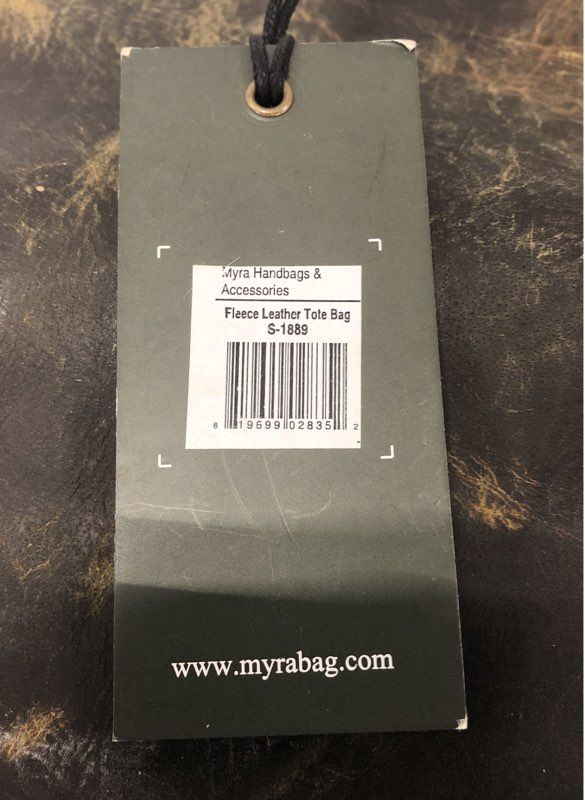 Myra Handbags &
Accessories
Fleece Leather Tote Bag
S-1889
8 19699 02835 2
www.myrabag.com